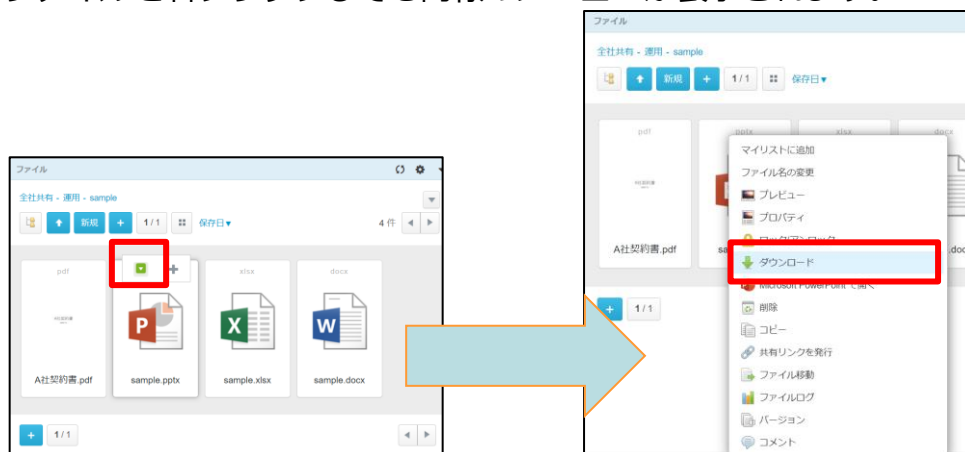 ファイル
全社共有 - 運用 - sample
新規
+
1 / 1
保存日▼
4 件
pdf
xlsx
docx
A社契約書.pdf
sample.pptx
sample.xlsx
sample.docx
+
1 / 1
ファイル
全社共有 - 運用 - sample
新規
+
1 / 1
保存日▼
pdf
pptx
xlsx
docx
A社契約書.pdf
+
1 / 1
マイリストに追加
ファイル名の変更
プレビュー
プロパティ
ダウンロード
Microsoft PowerPoint で開く
削除
コピー
共有リンクを発行
ファイル移動
ファイルログ
バージョン
コメント